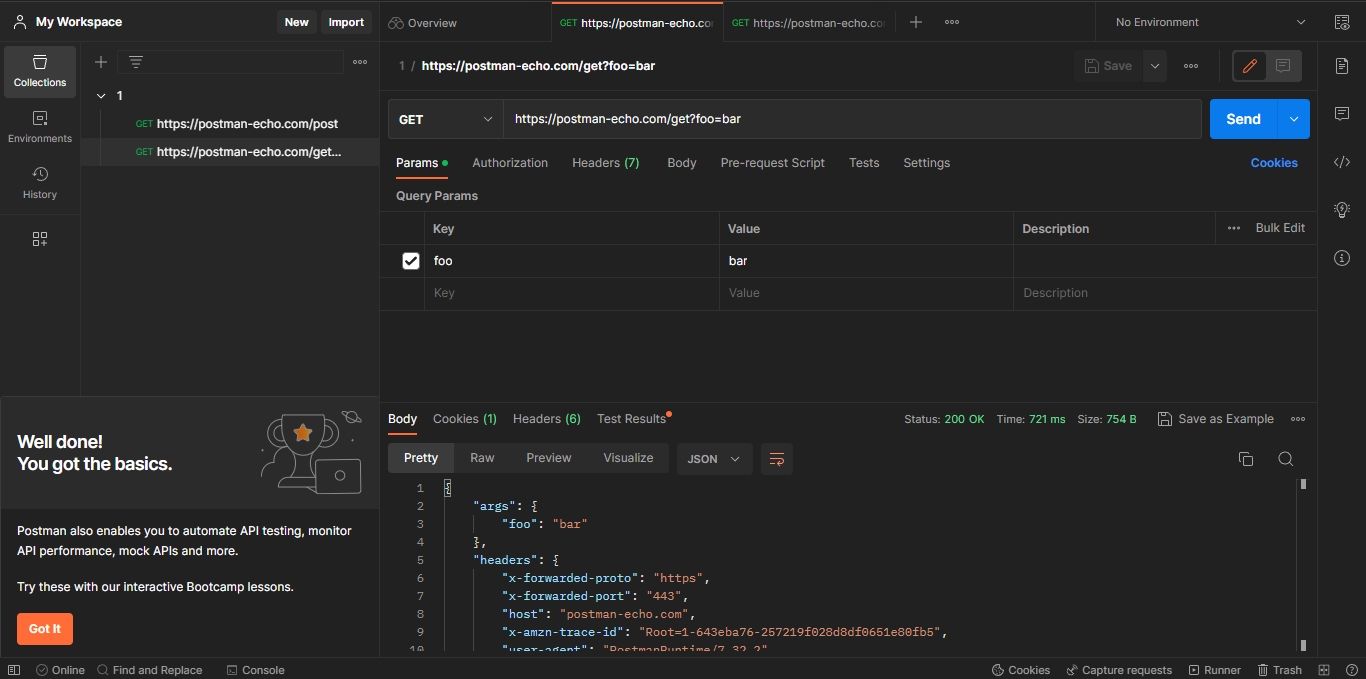 My Workspace
New
Import
Overview
GET https://postman-echo.co
GET https://postman-echo.co
No Environment
Collections
Environments
History
1
GET https://postman-echo.com/post
GET https://postman-echo.com/get...
1 / https://postman-echo.com/get?foo=bar
Save
GET
https://postman-echo.com/get?foo=bar
Send
Params
Authorization
Headers (7)
Body
Pre-request Script
Tests
Settings
Cookies
Query Params
Key
Value
Description
Bulk Edit
foo
bar
Key
Value
Description
Well done!
You got the basics.
Postman also enables you to automate API testing, monitor
API performance, mock APIs and more.
Try these with our interactive Bootcamp lessons.
Got It
Body
Cookies (1)
Headers (6)
Test Results
Status: 200 OK
Time: 721 ms
Size: 754 B
Save as Example
Pretty
Raw
Preview
Visualize
JSON
1 {
2 "args": {
3 "foo": "bar"
4 },
5 "headers": {
6 "x-forwarded-proto": "https",
7 "x-forwarded-port": "443",
8 "host": "postman-echo.com",
9 "x-amzn-trace-id": "Root=1-643eba76-257219f028d8df0651e80fb5",
10 "user-agent": "PostmanRuntime/7.32.2"
Online
Find and Replace
Console
Cookies
Capture requests
Runner
Trash